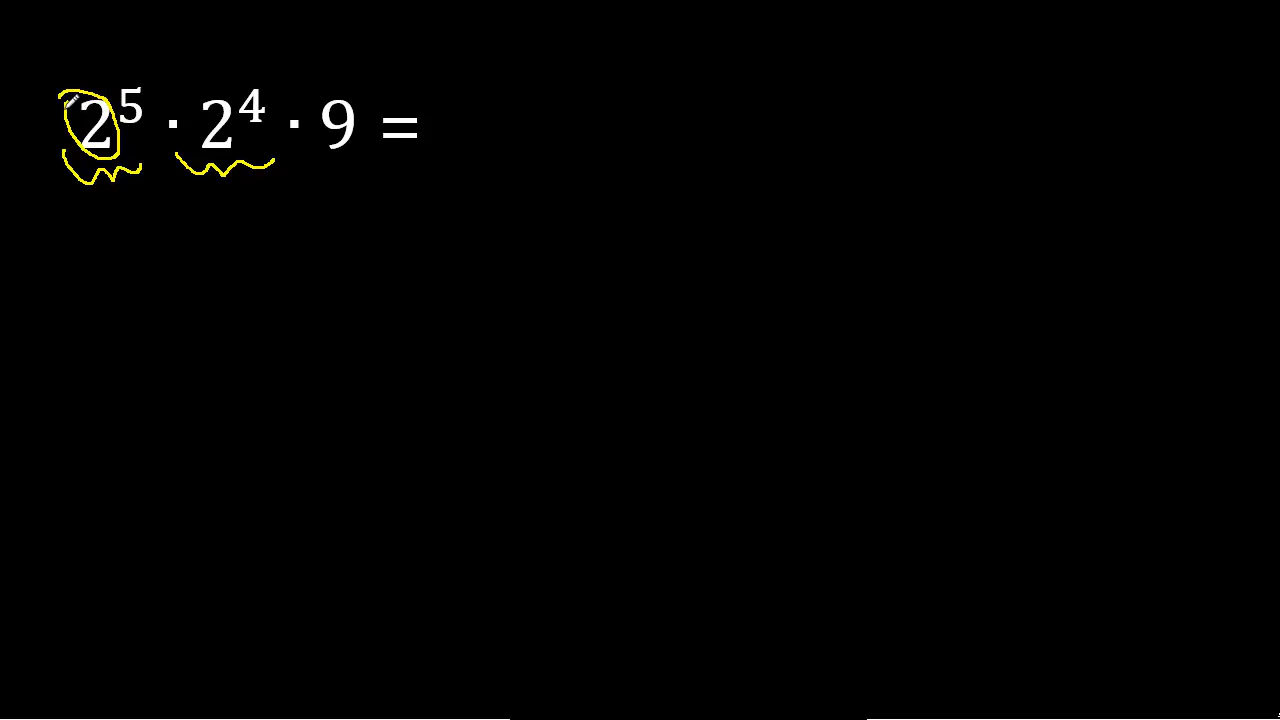 2⁵ · 2⁴ · 9 =